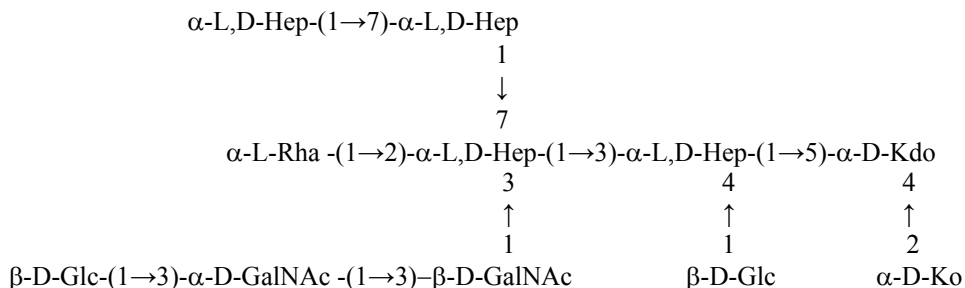 α-L,D-Hep-(1→7)-α-L,D-Hep
1
↓
7
α-L-Rha -(1→2)-α-L,D-Hep-(1→3)-α-L,D-Hep-(1→5)-α-D-Kdo
3 4 4
↑ ↑ ↑
1 1 2
β-D-Glc-(1→3)-α-D-GalNAc -(1→3)–β-D-GalNAc β-D-Glc α-D-Ko